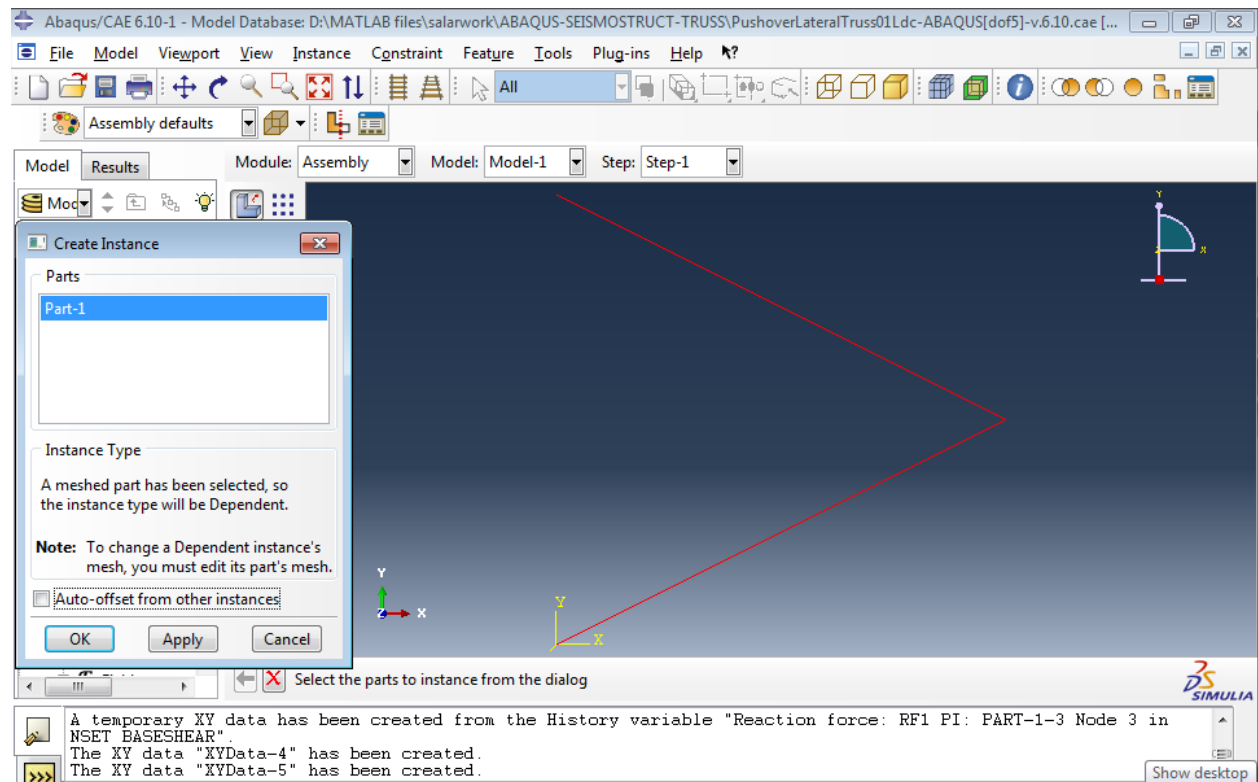 Abaqus/CAE 6.10-1 - Model Database: D:\MATLAB files\salarwork\ABAQUS-SEISMOSTRUCT-TRUSS\PushoverLateralTruss01Ldc-ABAQUS[dof5]-v.6.10.cae [...
File Model Viewport View Instance Constraint Feature Tools Plug-ins Help
All
Assembly defaults
Model Results Module: Assembly Model: Model-1 Step: Step-1
Mod
Create Instance
Parts
Part-1
Instance Type
A meshed part has been selected, so
the instance type will be Dependent.
Note: To change a Dependent instance's
mesh, you must edit its part's mesh.
Auto-offset from other instances
OK Apply Cancel
Y
X
Y
X
Z
Y
X
Select the parts to instance from the dialog
SIMULIA
A temporary XY data has been created from the History variable "Reaction force: RF1 PI: PART-1-3 Node 3 in
NSET BASESHEAR".
The XY data "XYData-4" has been created.
The XY data "XYData-5" has been created.
>>>
Show desktop